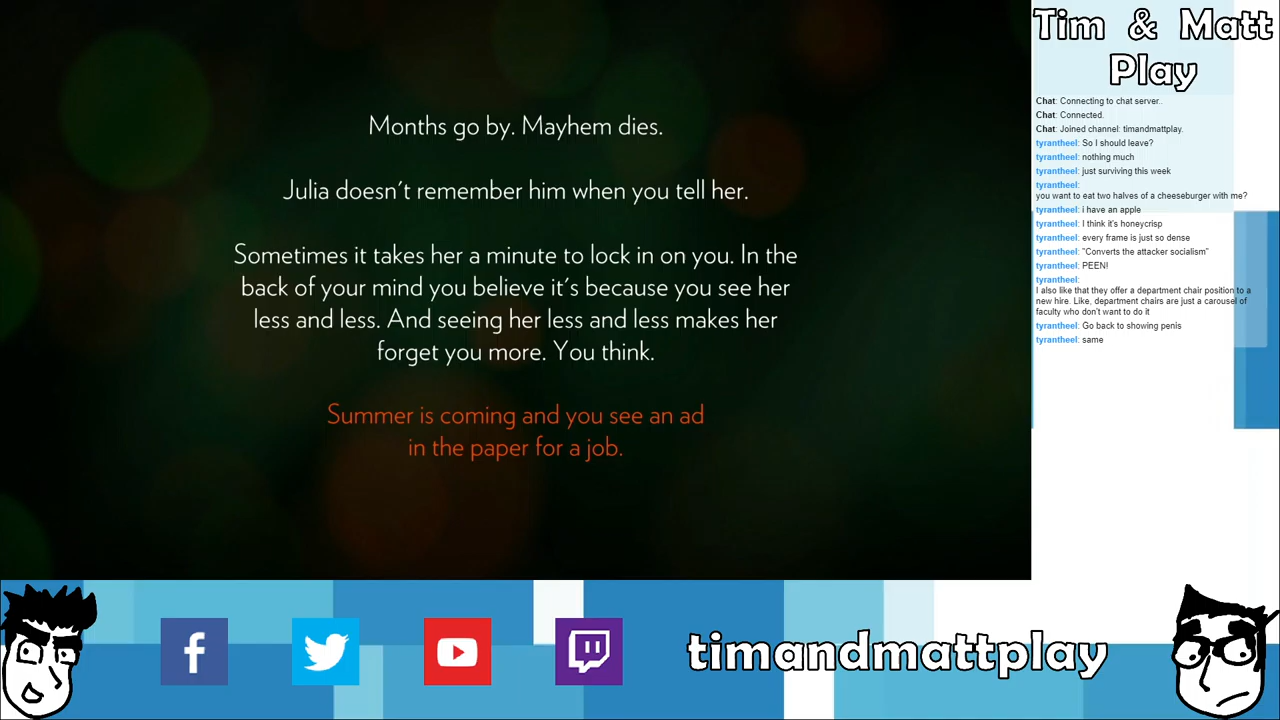 Months go by. Mayhem dies.
Julia doesn't remember him when you tell her.
Sometimes it takes her a minute to lock in on you. In the
back of your mind you believe it's because you see her
less and less. And seeing her less and less makes her
forget you more. You think.
Summer is coming and you see an ad
in the paper for a job.
Tim & Matt
Play
Chat: Connecting to chat server..
Chat: Connected.
Chat: Joined channel: timandmattplay.
tyrantheel: So I should leave?
tyrantheel: nothing much
tyrantheel: just surviving this week
tyrantheel:
you want to eat two halves of a cheeseburger with me?
tyrantheel: i have an apple
tyrantheel: I think it's honeycrisp
tyrantheel: every frame is just so dense
tyrantheel: "Converts the attacker socialism"
tyrantheel: PEEN!
tyrantheel:
I also like that they offer a department chair position to a
new hire. Like, department chairs are just a carousel of
faculty who don't want to do it
tyrantheel: Go back to showing penis
tyrantheel: same
timandmattplay